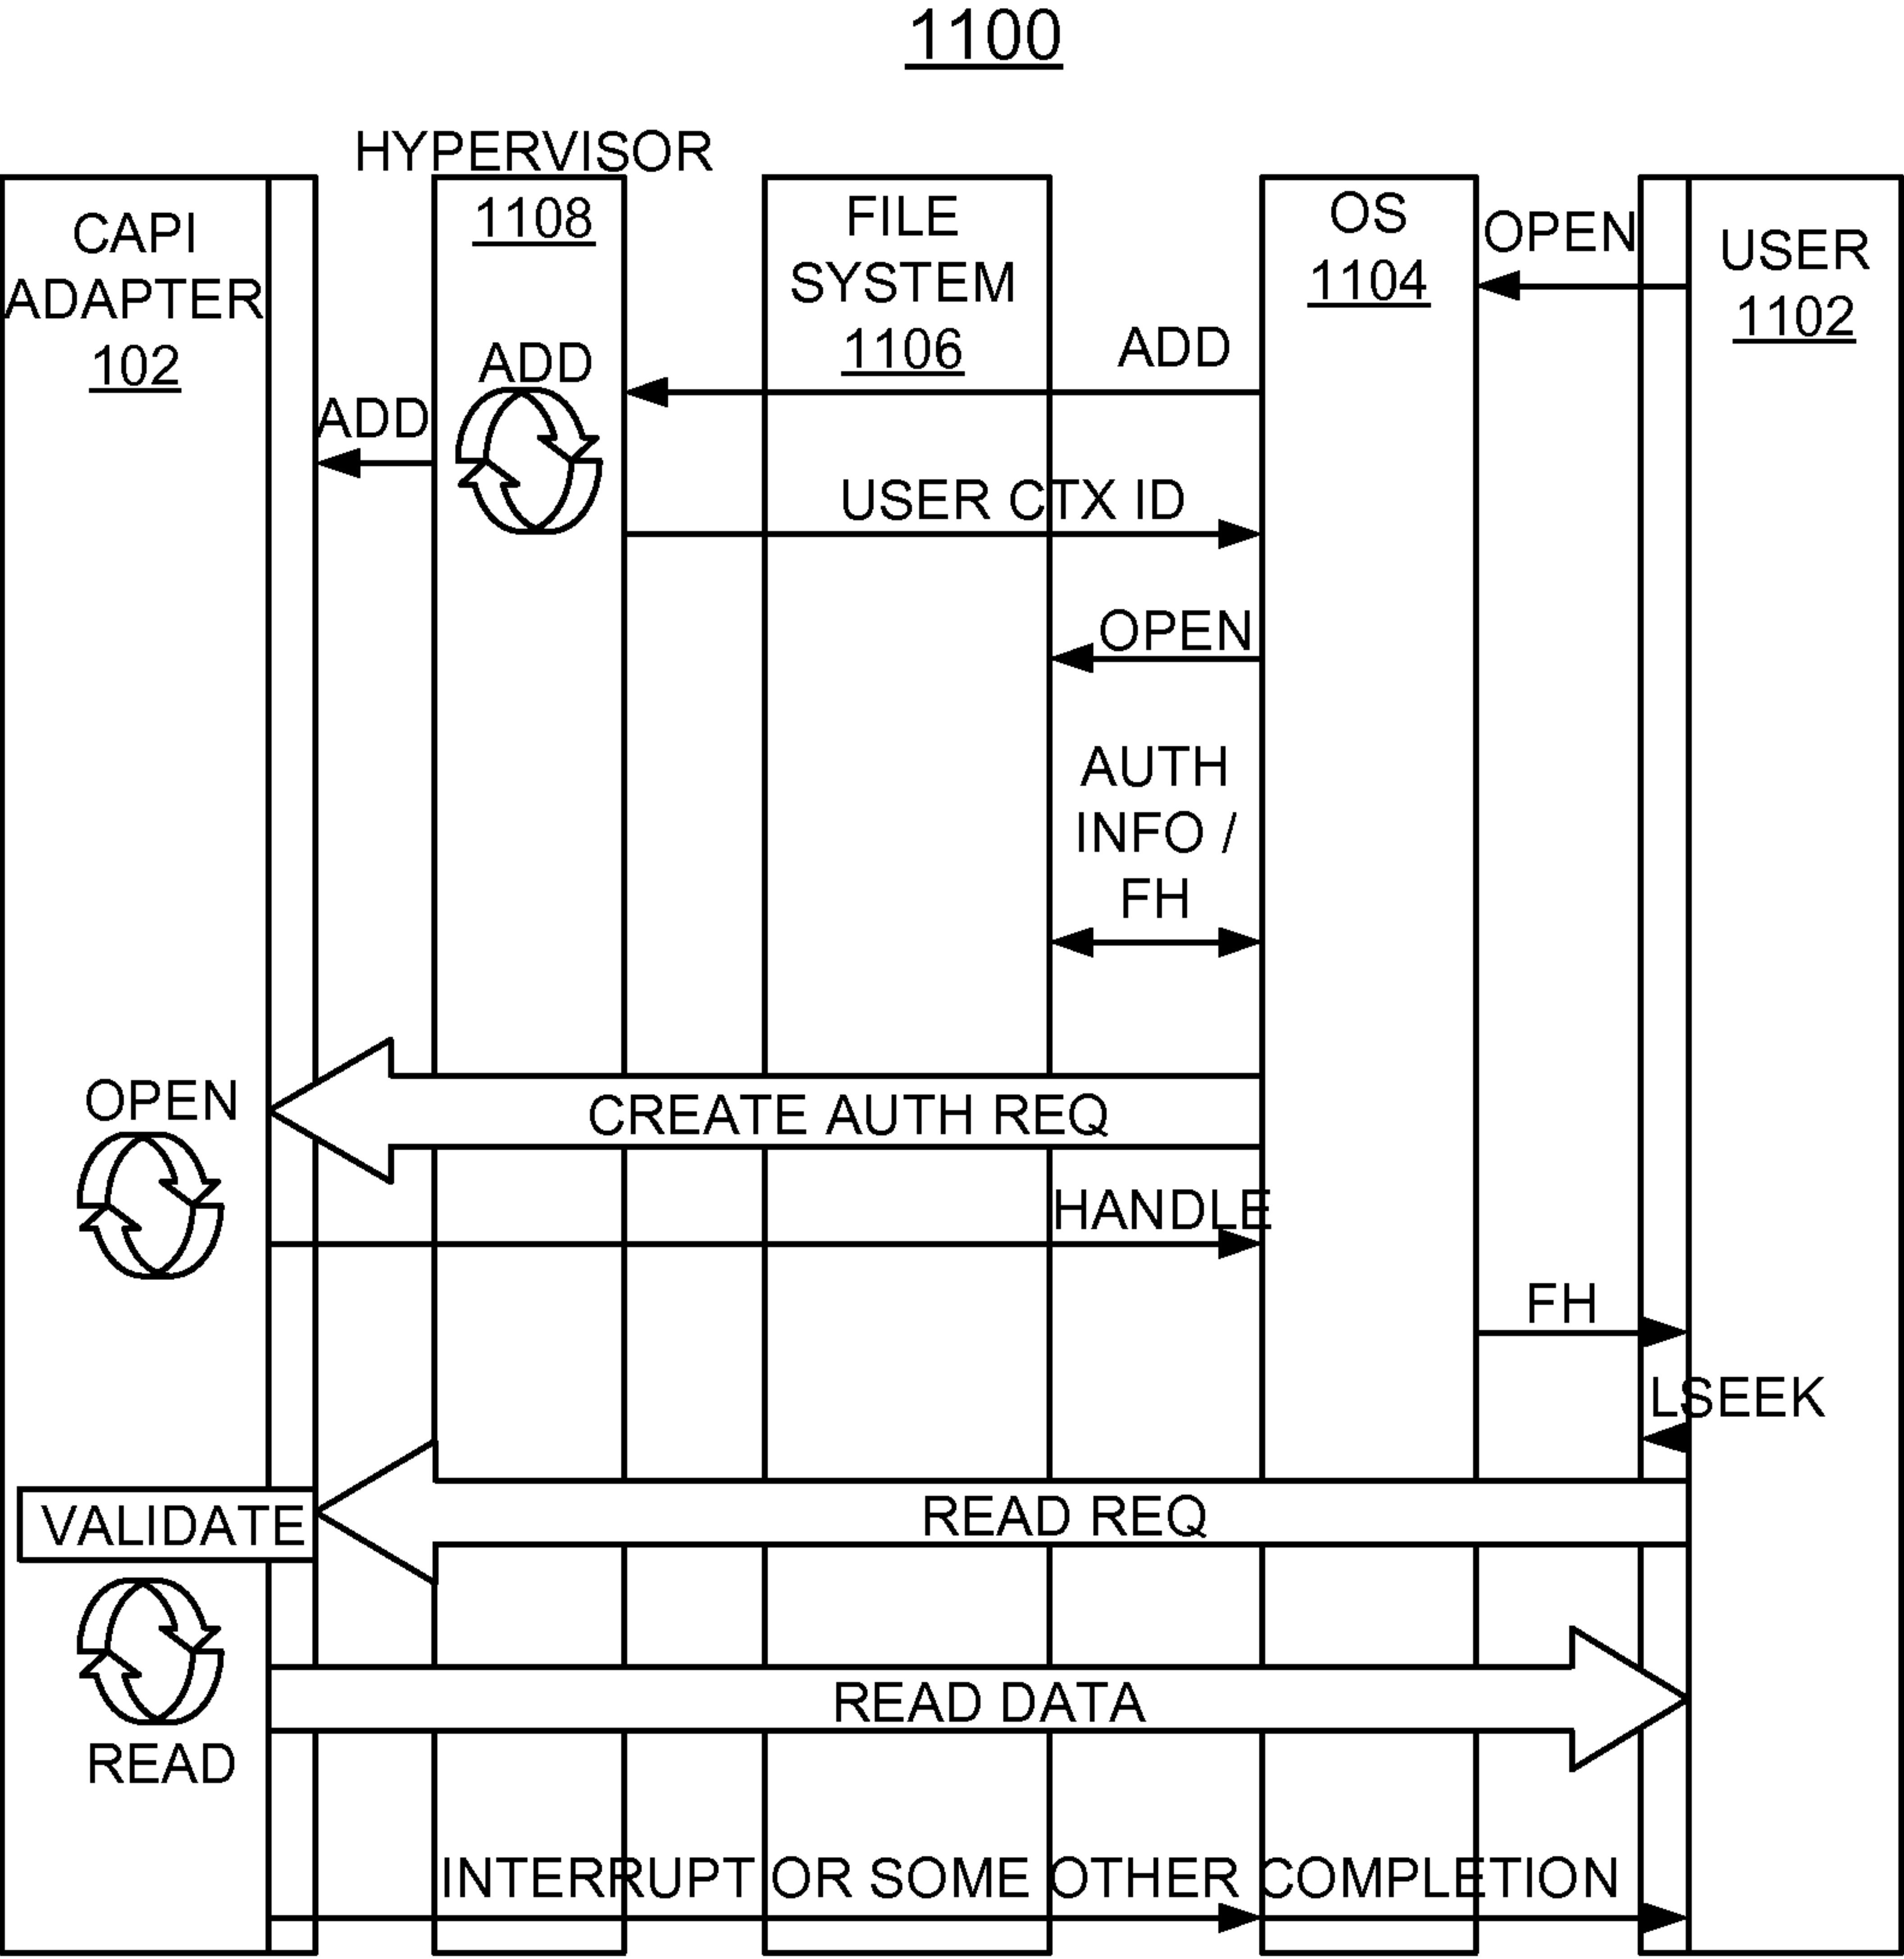 1100
HYPERVISOR
CAPI
ADAPTER
102
1108
FILE
SYSTEM
1106
OS
1104
OPEN
USER
1102
ADD
ADD
ADD
USER CTX ID
OPEN
AUTH
INFO /
FH
OPEN
CREATE AUTH REQ
HANDLE
FH
LSEEK
READ REQ
VALIDATE
READ DATA
READ
INTERRUPT OR SOME OTHER COMPLETION